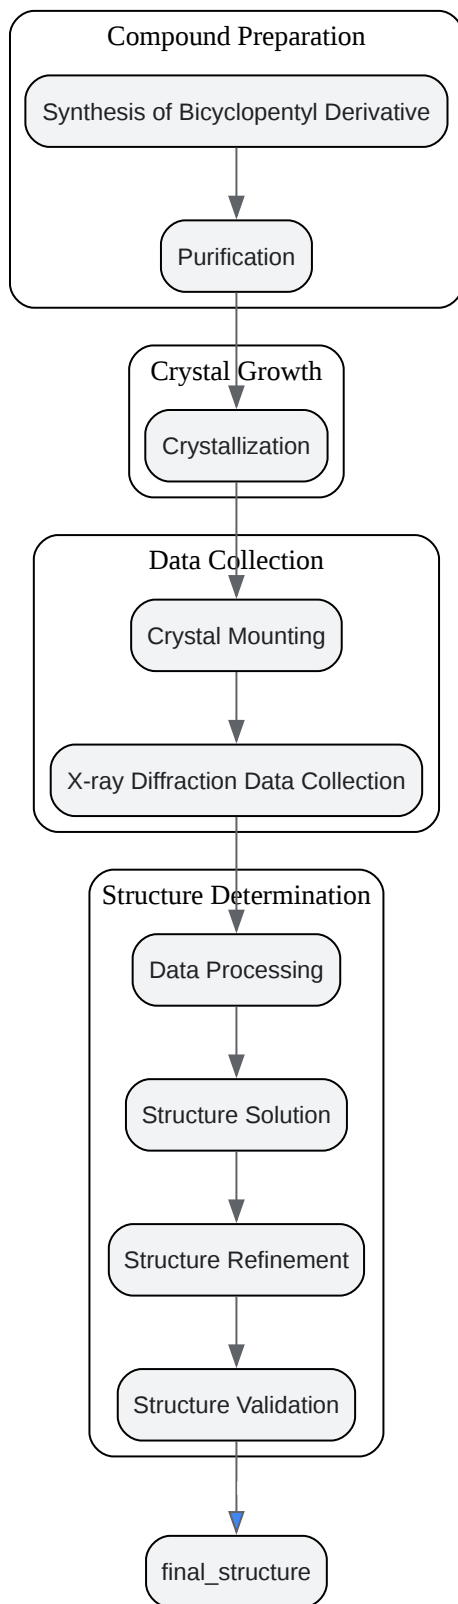 Compound Preparation
Synthesis of Bicyclopentyl Derivative
Purification
Crystal Growth
Crystallization
Data Collection
Crystal Mounting
X-ray Diffraction Data Collection
Structure Determination
Data Processing
Structure Solution
Structure Refinement
Structure Validation
final_structure